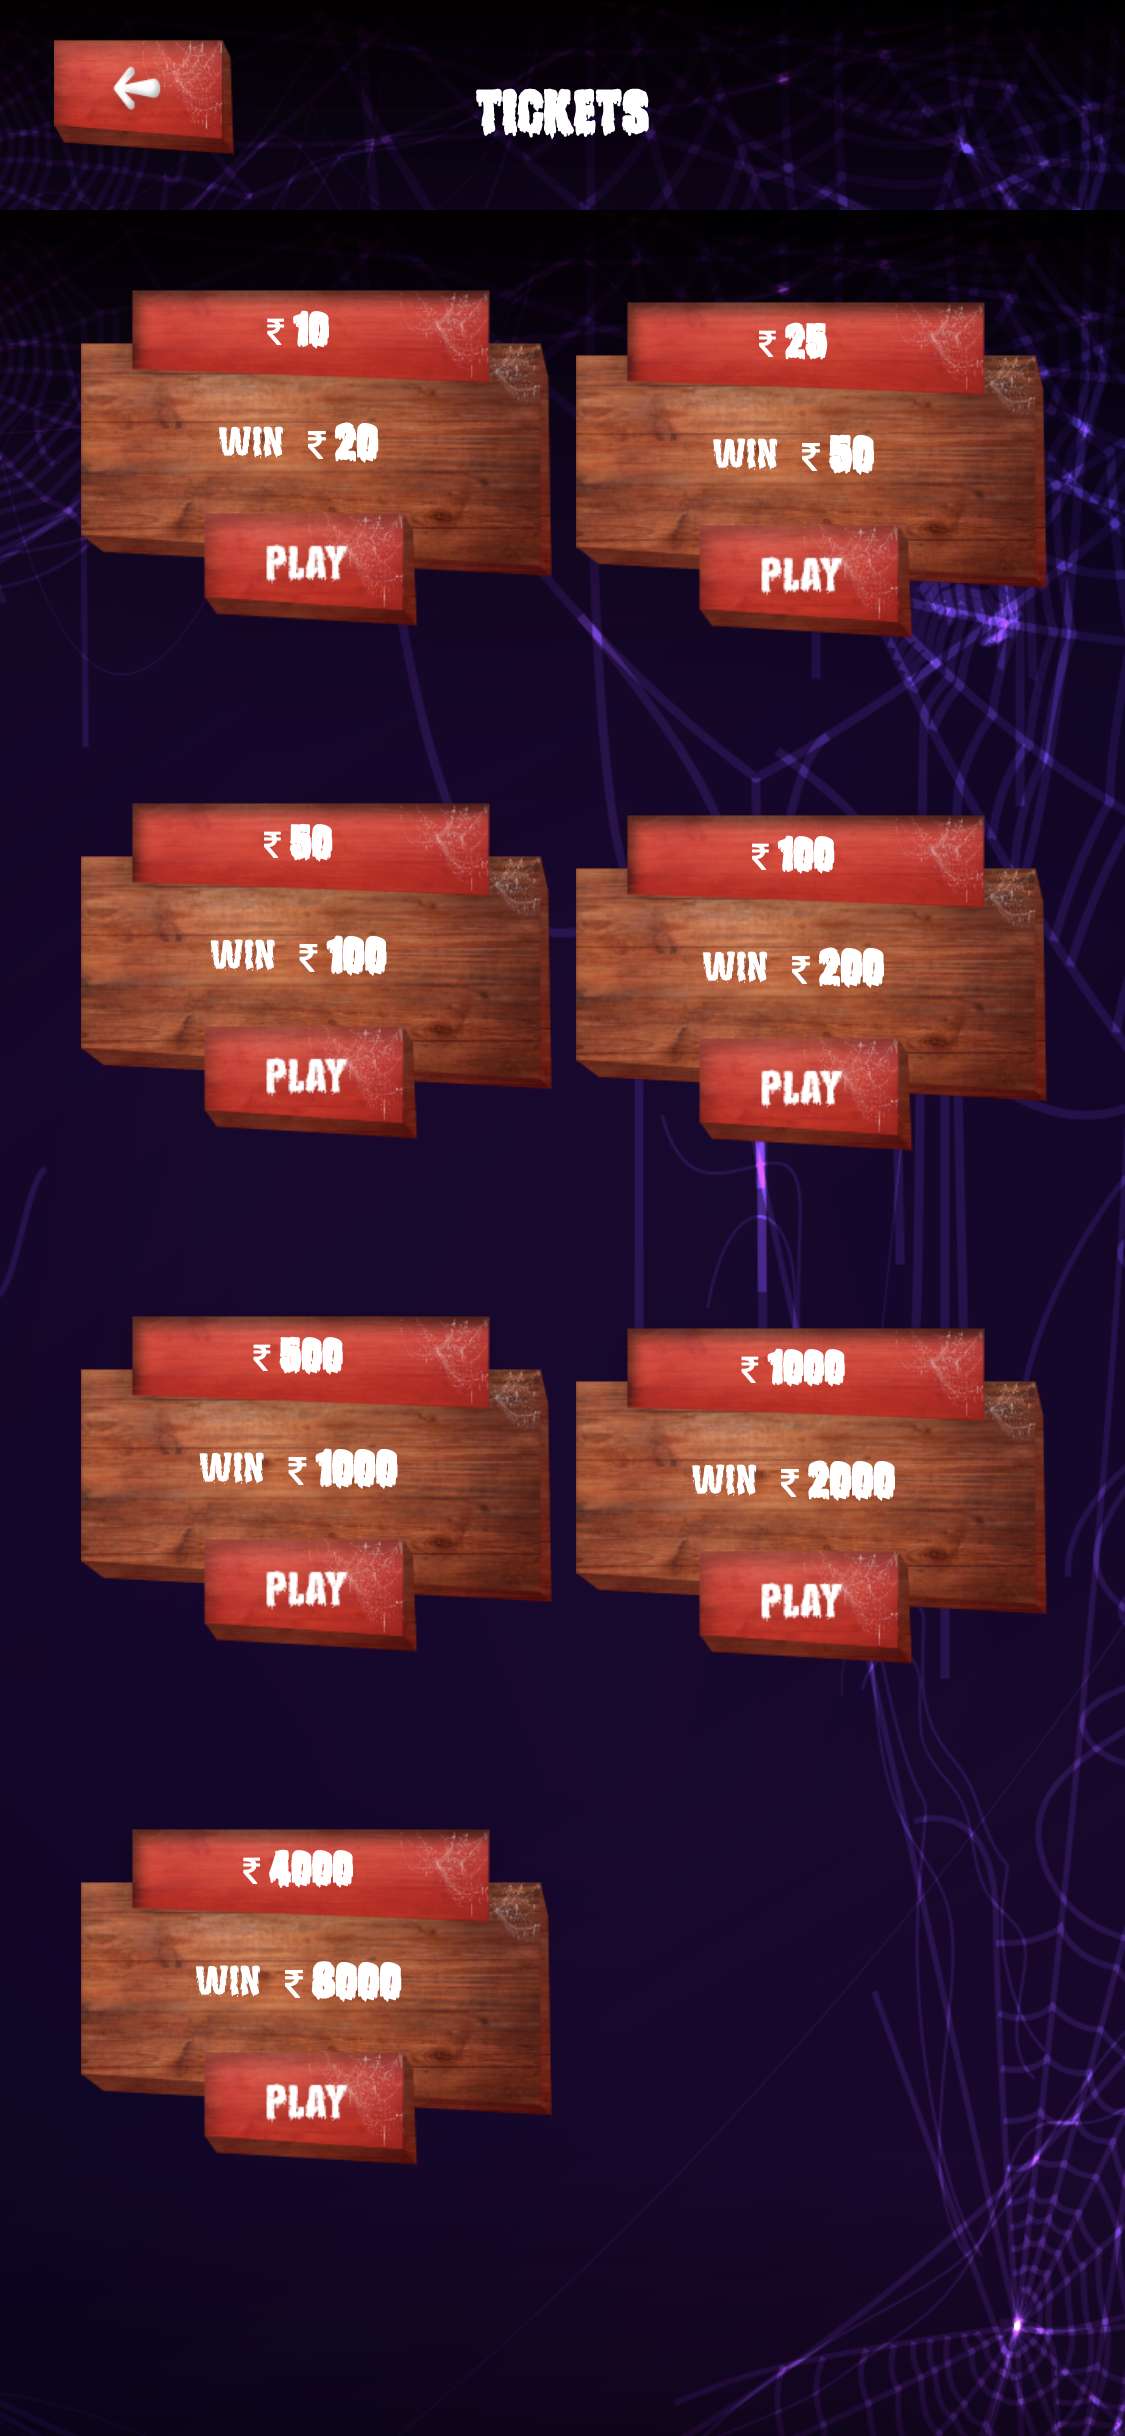 TICKETS
₹ 10
WIN ₹ 20
PLAY
₹ 25
WIN ₹ 50
PLAY
₹ 50
WIN ₹ 100
PLAY
₹ 100
WIN ₹ 200
PLAY
₹ 500
WIN ₹ 1000
PLAY
₹ 1000
WIN ₹ 2000
PLAY
₹ 4000
WIN ₹ 8000
PLAY